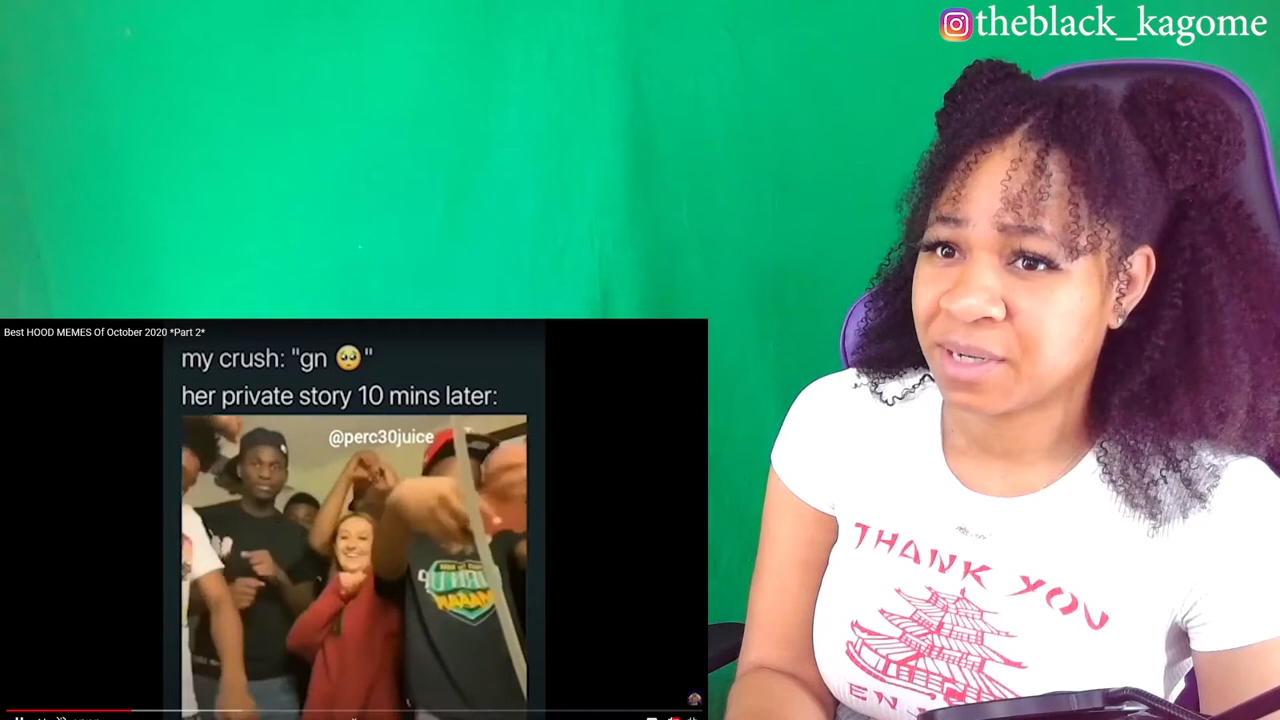 theblack_kagome
Best HOOD MEMES Of October 2020 *Part 2*
my crush: "gn 🥺"
her private story 10 mins later:
@perc30juice
THANK YOU